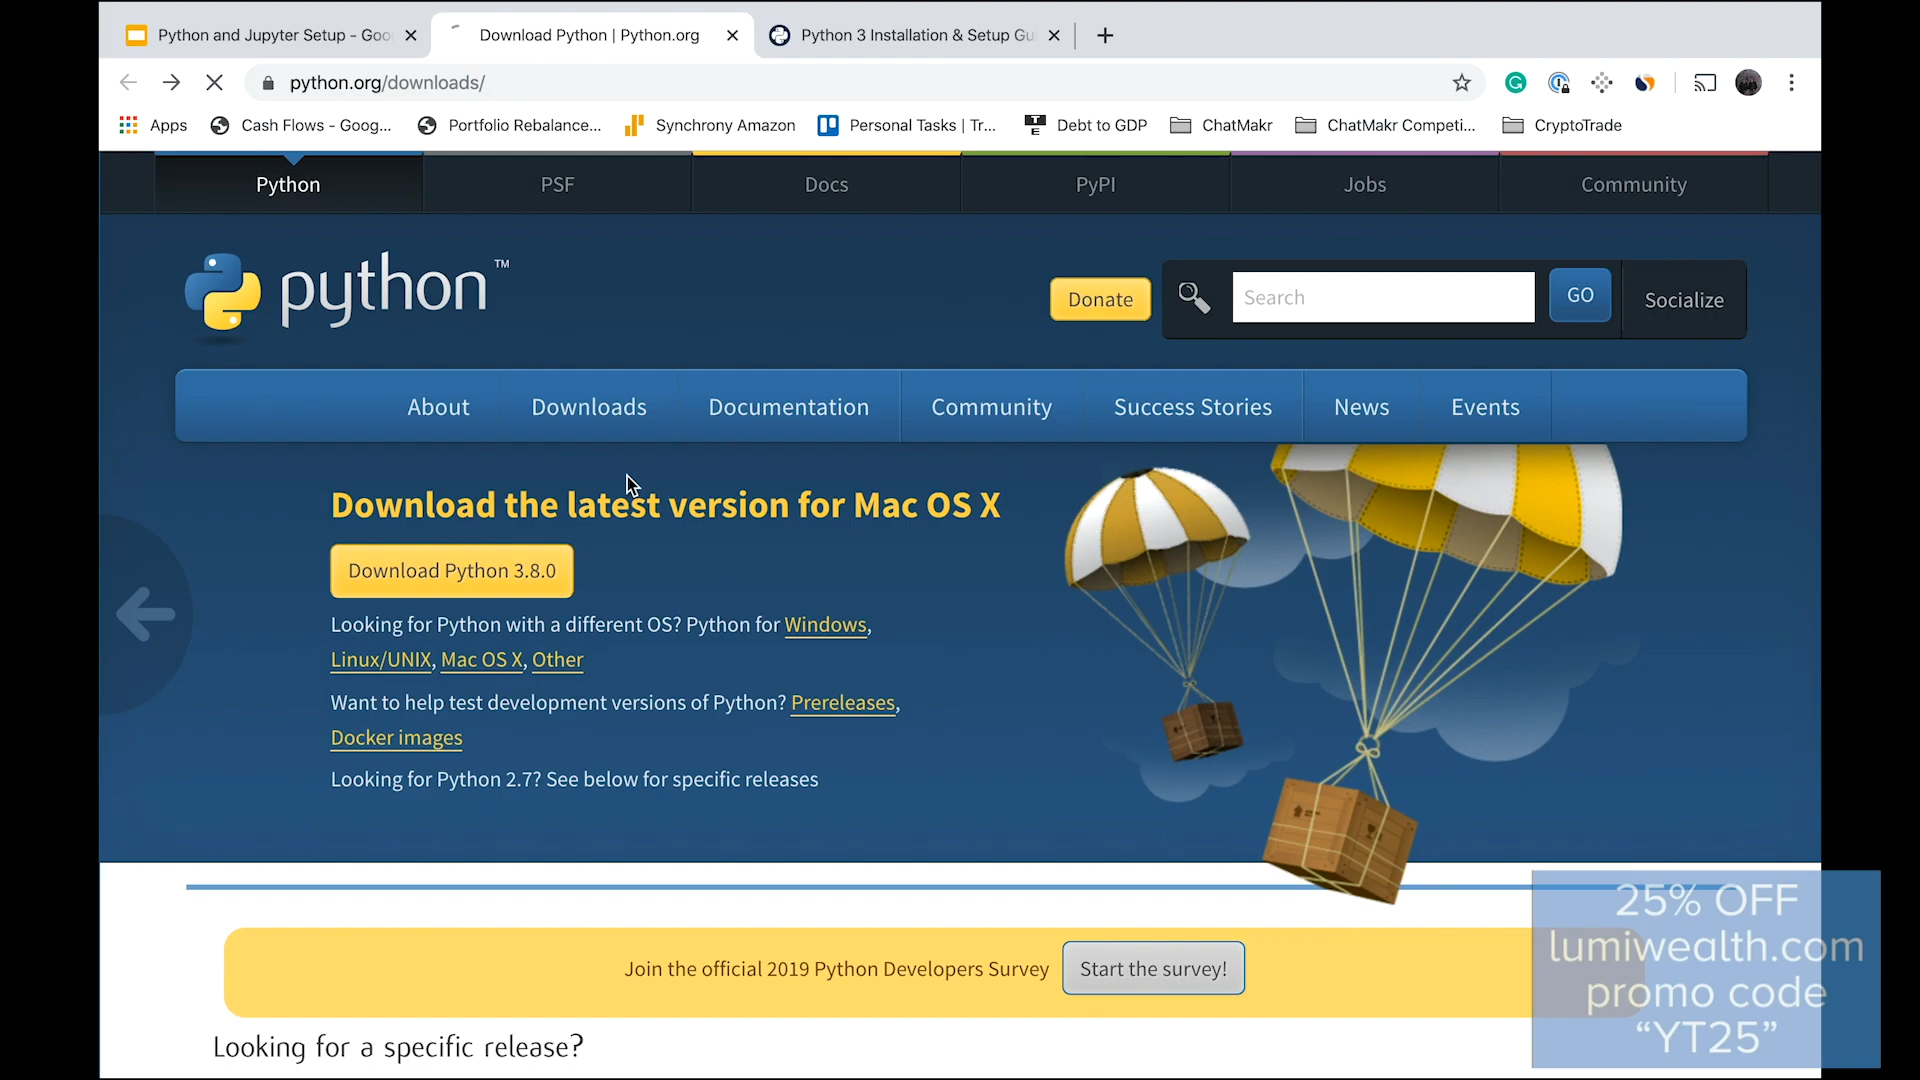 Python and Jupyter Setup - Goo
Download Python | Python.org
Python 3 Installation & Setup Gu
python.org/downloads/
Apps
Cash Flows - Goog...
Portfolio Rebalance...
Synchrony Amazon
Personal Tasks | Tr...
Debt to GDP
ChatMakr
ChatMakr Competi...
CryptoTrade
Python
PSF
Docs
PyPI
Jobs
Community
python™
Donate
Search
GO
Socialize
About
Downloads
Documentation
Community
Success Stories
News
Events
Download the latest version for Mac OS X
Download Python 3.8.0
Looking for Python with a different OS? Python for Windows,
Linux/UNIX, Mac OS X, Other
Want to help test development versions of Python? Prereleases,
Docker images
Looking for Python 2.7? See below for specific releases
Join the official 2019 Python Developers Survey
Start the survey!
Looking for a specific release?
25% OFF
lumiwealth.com
promo code
“YT25”